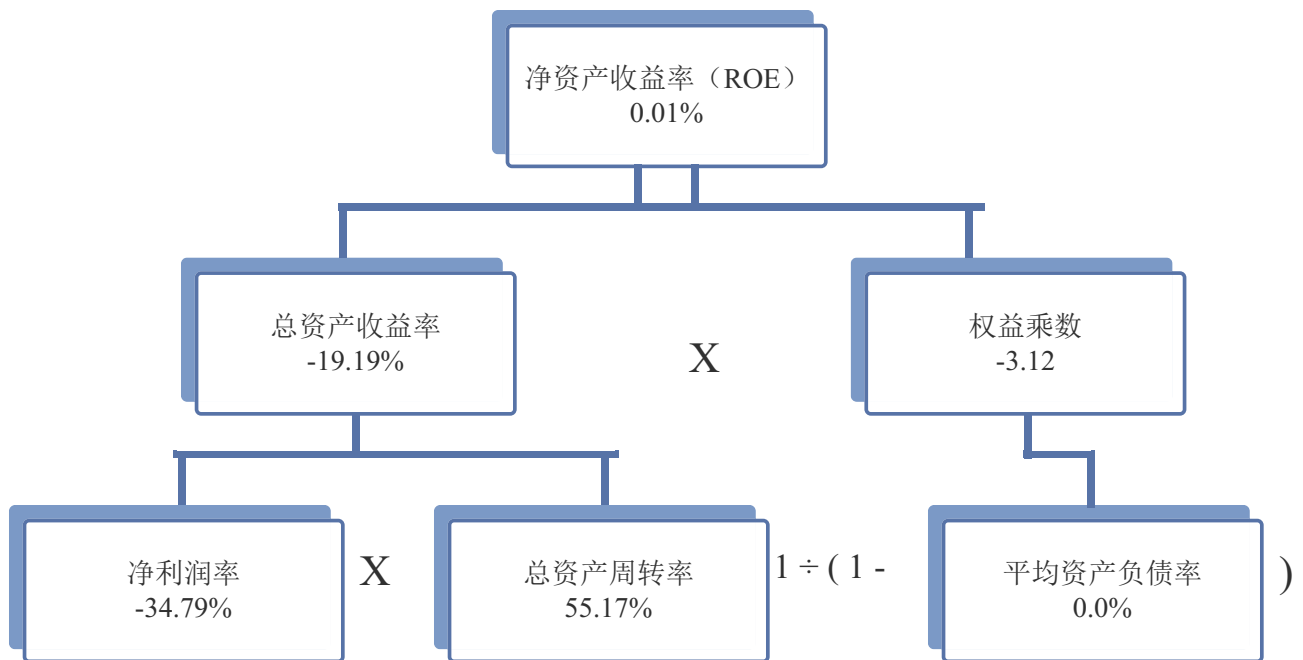 净资产收益率（ROE）
0.01%
总资产收益率
-19.19%
X
权益乘数
-3.12
净利润率
-34.79%
X
总资产周转率
55.17%
1 ÷ ( 1 -
平均资产负债率
0.0%
)